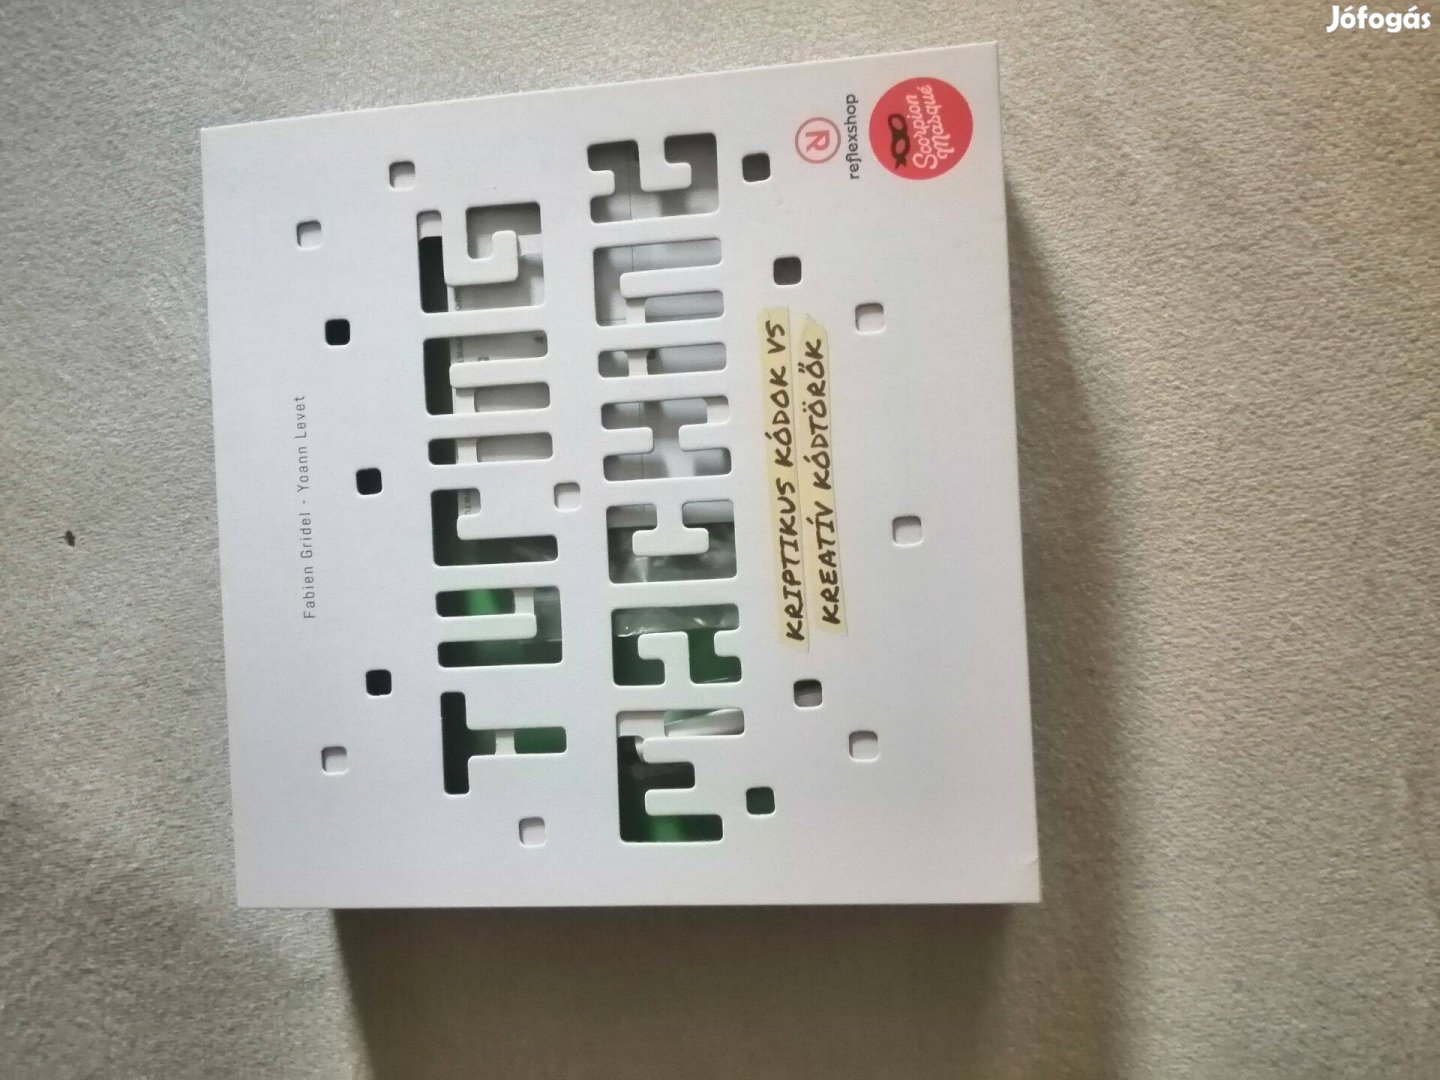 Jófogás
Fabien Gridel - Yoann Levet
TURING
MACHINE
KRIPTIKUS KÓDOK VS
KREATÍV KÓDTÖRŐK
R
reflexshop
Scorpion
Masqué